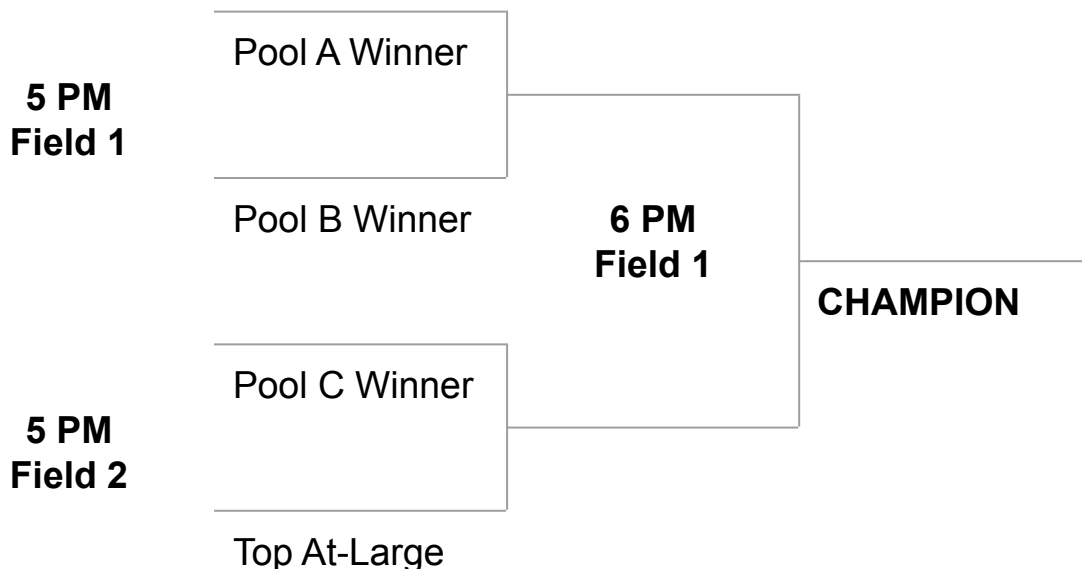 Pool A Winner
5 PM
Field 1
Pool B Winner
6 PM
Field 1
CHAMPION
Pool C Winner
5 PM
Field 2
Top At-Large